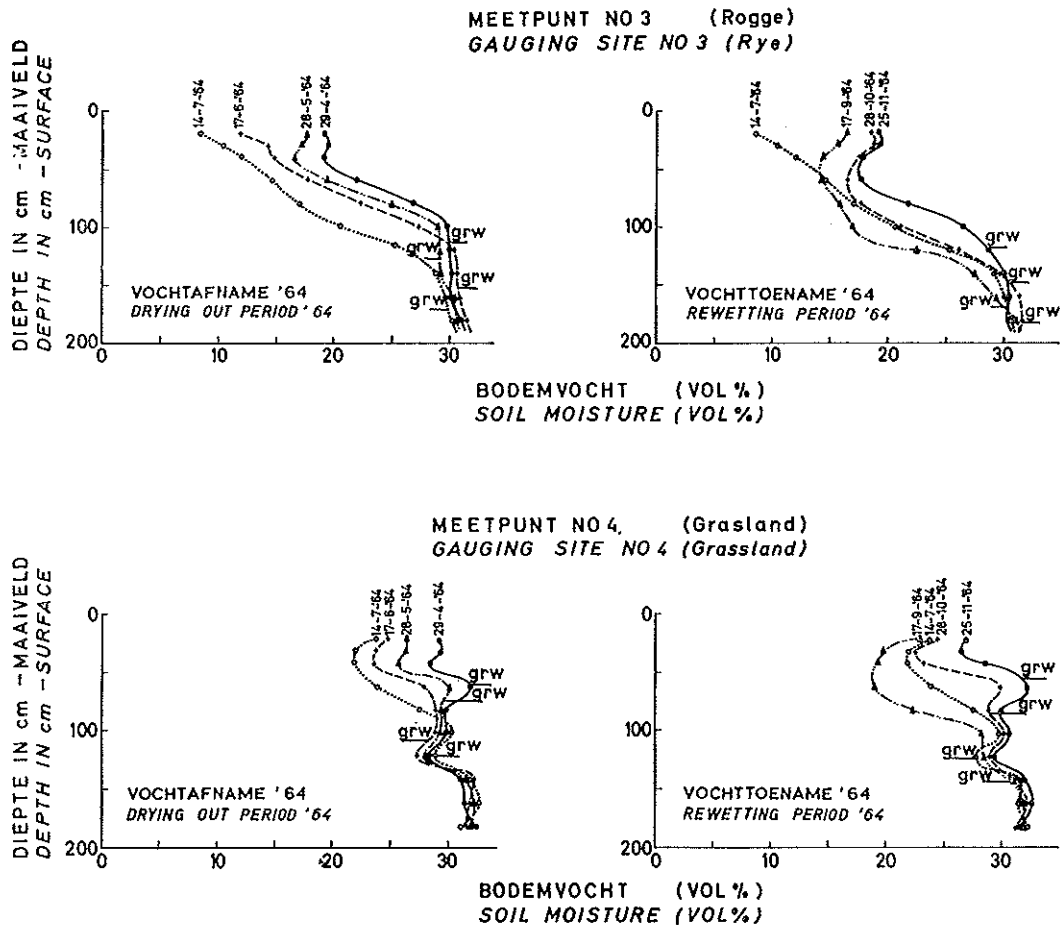 MEETPUNT NO 3 (Rogge)
GAUGING SITE NO 3 (Rye)
DIEPTE IN cm -MAAIVELD
DEPTH IN cm -SURFACE
0
100
200
14-7-'64
17-6-'64
28-5-'64
29-4-'64
grw
grw
grw
grw
VOCHTAFNAME '64
DRYING OUT PERIOD '64
0 10 20 30
14-7-'64
17-9-'64
28-10-'64
25-11-'64
0
100
200
grw
grw
grw
grw
VOCHTTOENAME '64
REWETTING PERIOD '64
0 10 20 30
BODEMVOCHT (VOL %)
SOIL MOISTURE (VOL%)
MEETPUNT NO 4, (Grasland)
GAUGING SITE NO 4 (Grassland)
DIEPTE IN cm -MAAIVELD
DEPTH IN cm -SURFACE
0
100
200
14-7-'64
17-6-'64
28-5-'64
29-4-'64
grw
grw
grw
grw
VOCHTAFNAME '64
DRYING OUT PERIOD '64
0 10 20 30
17-9-'64
14-7-'64
28-10-'64
25-11-'64
0
100
200
grw
grw
grw
grw
VOCHTTOENAME '64
REWETTING PERIOD '64
0 10 20 30
BODEMVOCHT (VOL %)
SOIL MOISTURE (VOL%)